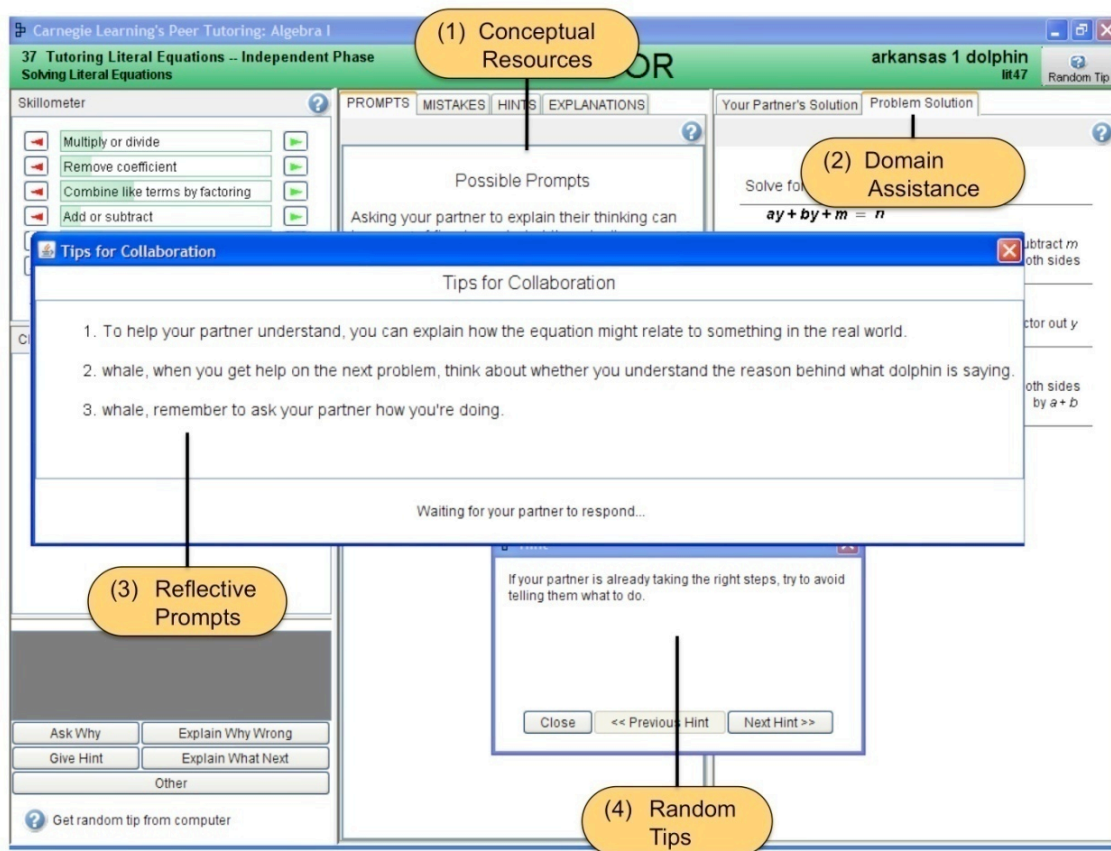 Carnegie Learning's Peer Tutoring: Algebra I
(1) Conceptual
Resources
37 Tutoring Literal Equations -- Independent Phase
Solving Literal Equations
OR
arkansas 1 dolphin
lit47
Random Tip
Skillometer
PROMPTS
MISTAKES
HINTS
EXPLANATIONS
Your Partner's Solution
Problem Solution
Multiply or divide
Remove coefficient
Combine like terms by factoring
Add or subtract
Possible Prompts
Asking your partner to explain their thinking can
(2) Domain
Assistance
Solve fo
ay + by + m = n
ubtract m
oth sides
ctor out y
oth sides
by a + b
Tips for Collaboration
Tips for Collaboration
1. To help your partner understand, you can explain how the equation might relate to something in the real world.
2. whale, when you get help on the next problem, think about whether you understand the reason behind what dolphin is saying.
3. whale, remember to ask your partner how you're doing.
Waiting for your partner to respond...
(3) Reflective
Prompts
If your partner is already taking the right steps, try to avoid
telling them what to do.
Close
<< Previous Hint
Next Hint >>
Ask Why
Explain Why Wrong
Give Hint
Explain What Next
Other
Get random tip from computer
(4) Random
Tips